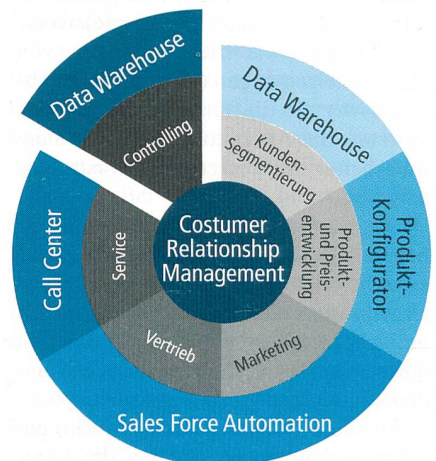 Data Warehouse
Controlling
Data Warehouse
Kunden-
Segmentierung
Produkt-
Konfigurator
Produkt-
und Preis-
entwicklung
Call Center
Service
Costumer
Relationship
Management
Vertrieb
Marketing
Sales Force Automation